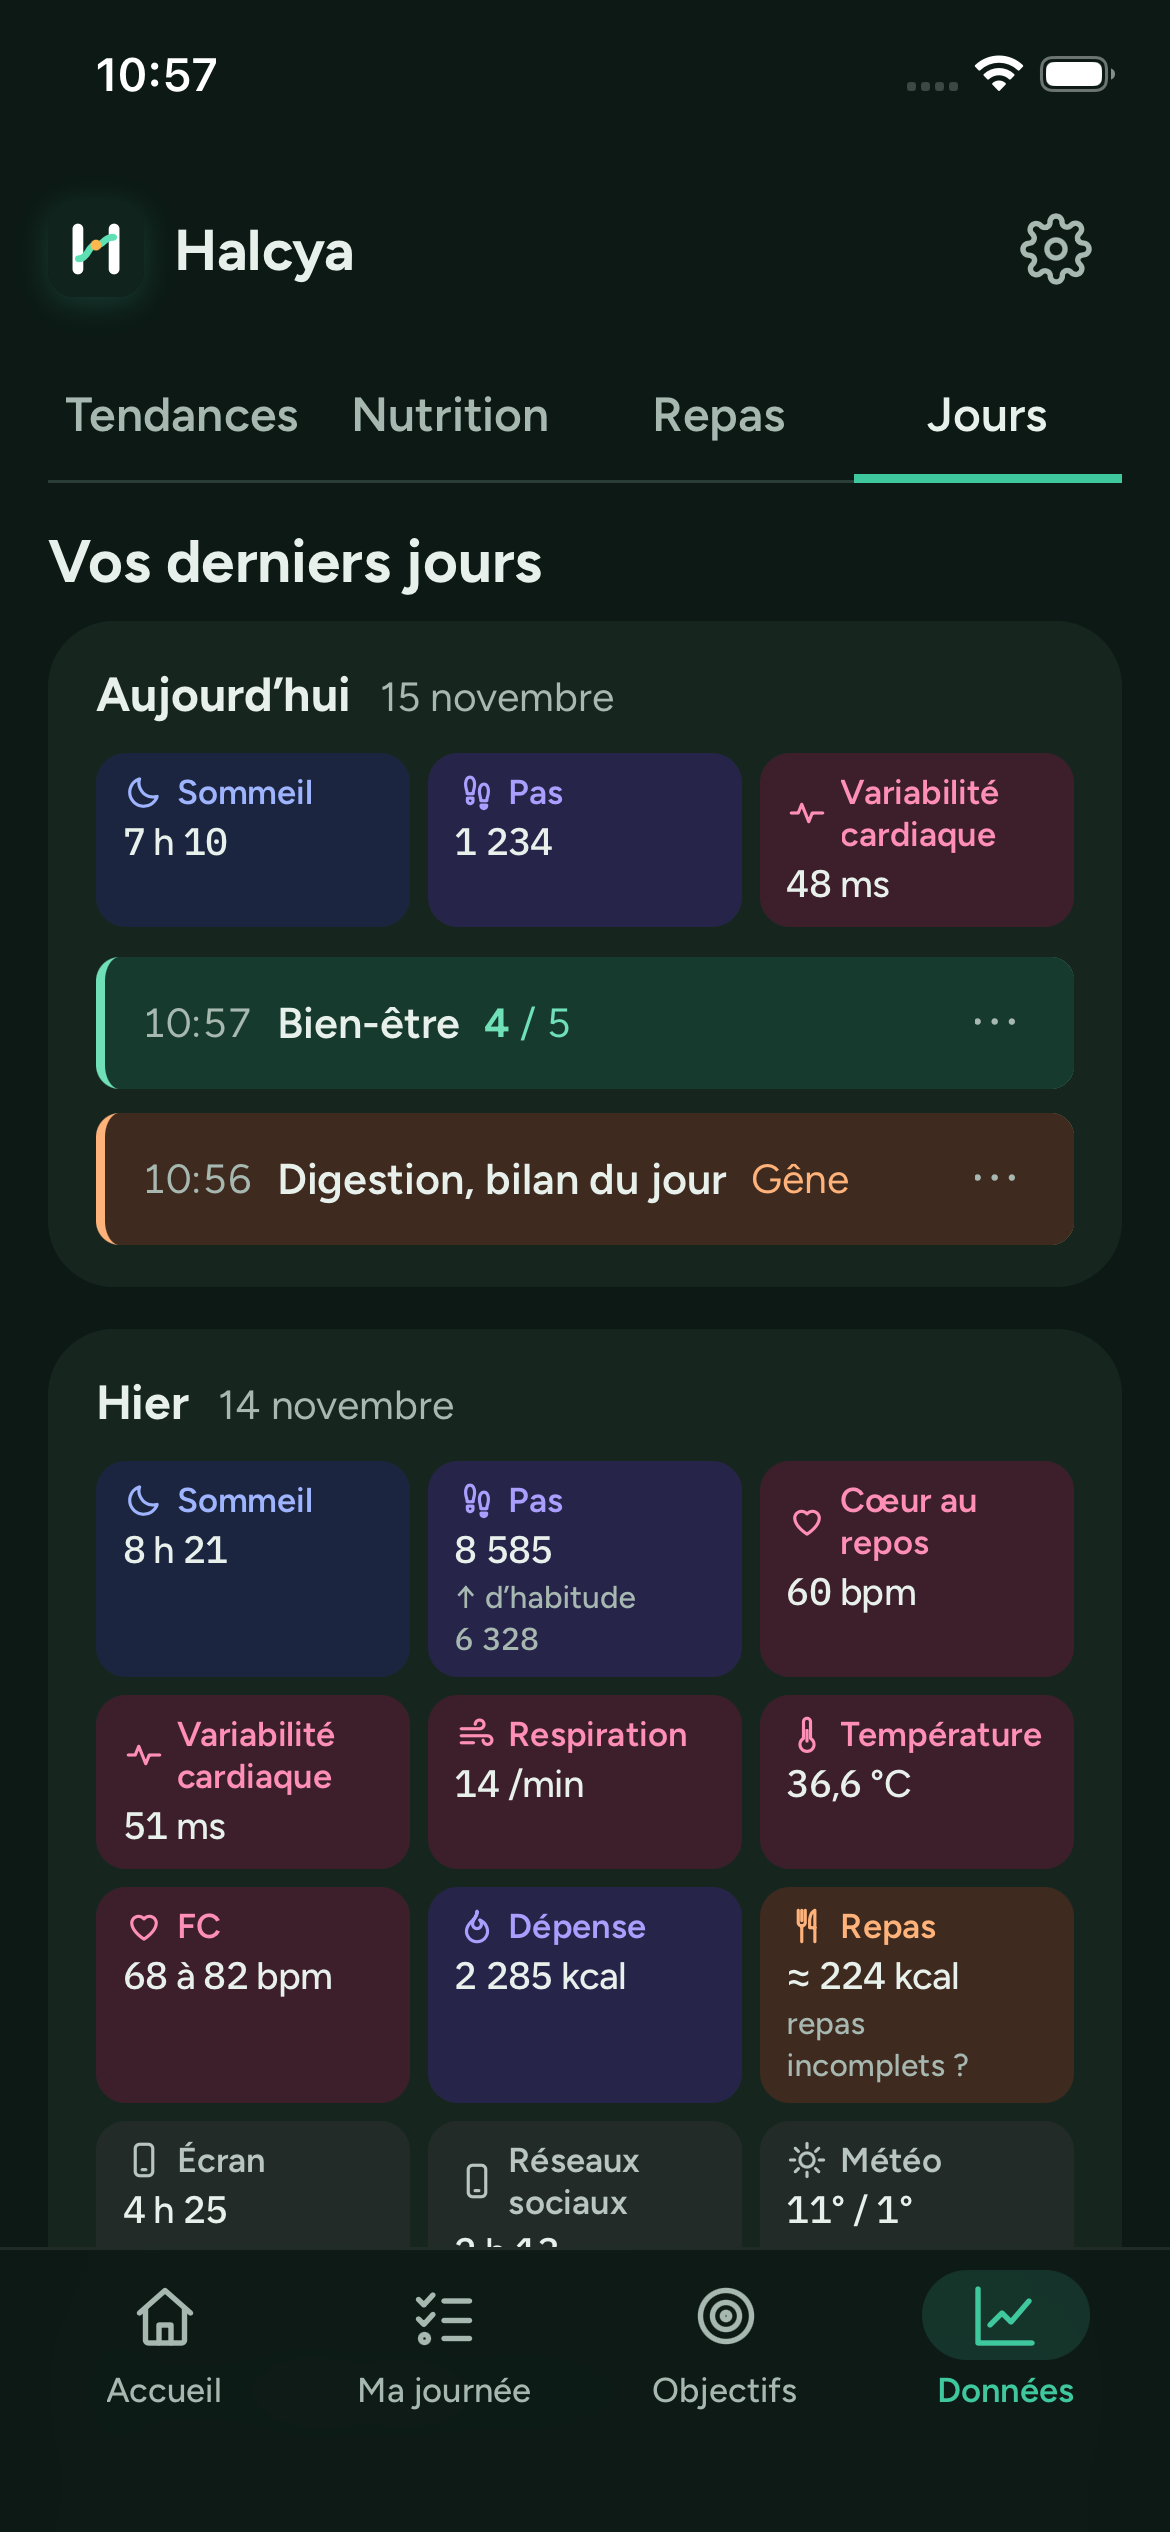 10:57
Halcya
Tendances Nutrition Repas Jours
Vos derniers jours
Aujourd’hui 15 novembre
Sommeil
7 h 10
Pas
1 234
Variabilité
cardiaque
48 ms
10:57 Bien-être 4 / 5
10:56 Digestion, bilan du jour Gêne
Hier 14 novembre
Sommeil
8 h 21
Pas
8 585
↑ d’habitude
6 328
Cœur au
repos
60 bpm
Variabilité
cardiaque
51 ms
Respiration
14 /min
Température
36,6 °C
FC
68 à 82 bpm
Dépense
2 285 kcal
Repas
≈ 224 kcal
repas
incomplets ?
Écran
4 h 25
Réseaux
sociaux
Météo
11° / 1°
Accueil Ma journée Objectifs Données